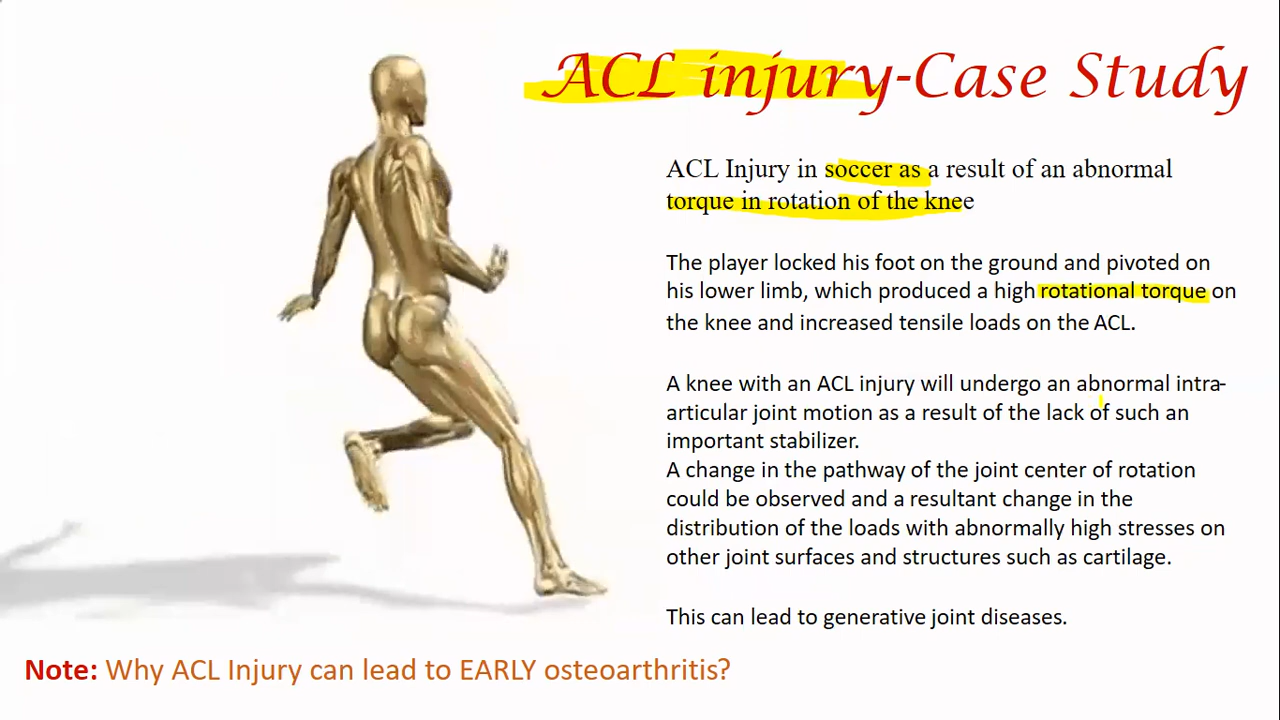 ACL injury-Case Study
ACL Injury in soccer as a result of an abnormal
torque in rotation of the knee
The player locked his foot on the ground and pivoted on
his lower limb, which produced a high rotational torque on
the knee and increased tensile loads on the ACL.
A knee with an ACL injury will undergo an abnormal intra-
articular joint motion as a result of the lack of such an
important stabilizer.
A change in the pathway of the joint center of rotation
could be observed and a resultant change in the
distribution of the loads with abnormally high stresses on
other joint surfaces and structures such as cartilage.
This can lead to generative joint diseases.
Note: Why ACL Injury can lead to EARLY osteoarthritis?